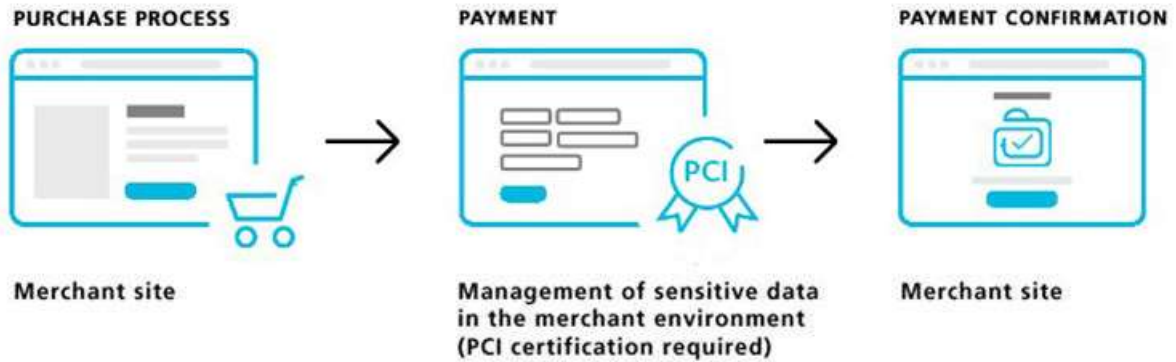 PURCHASE PROCESS
PAYMENT
PAYMENT CONFIRMATION
PCI
Merchant site
Management of sensitive data
in the merchant environment
(PCI certification required)
Merchant site